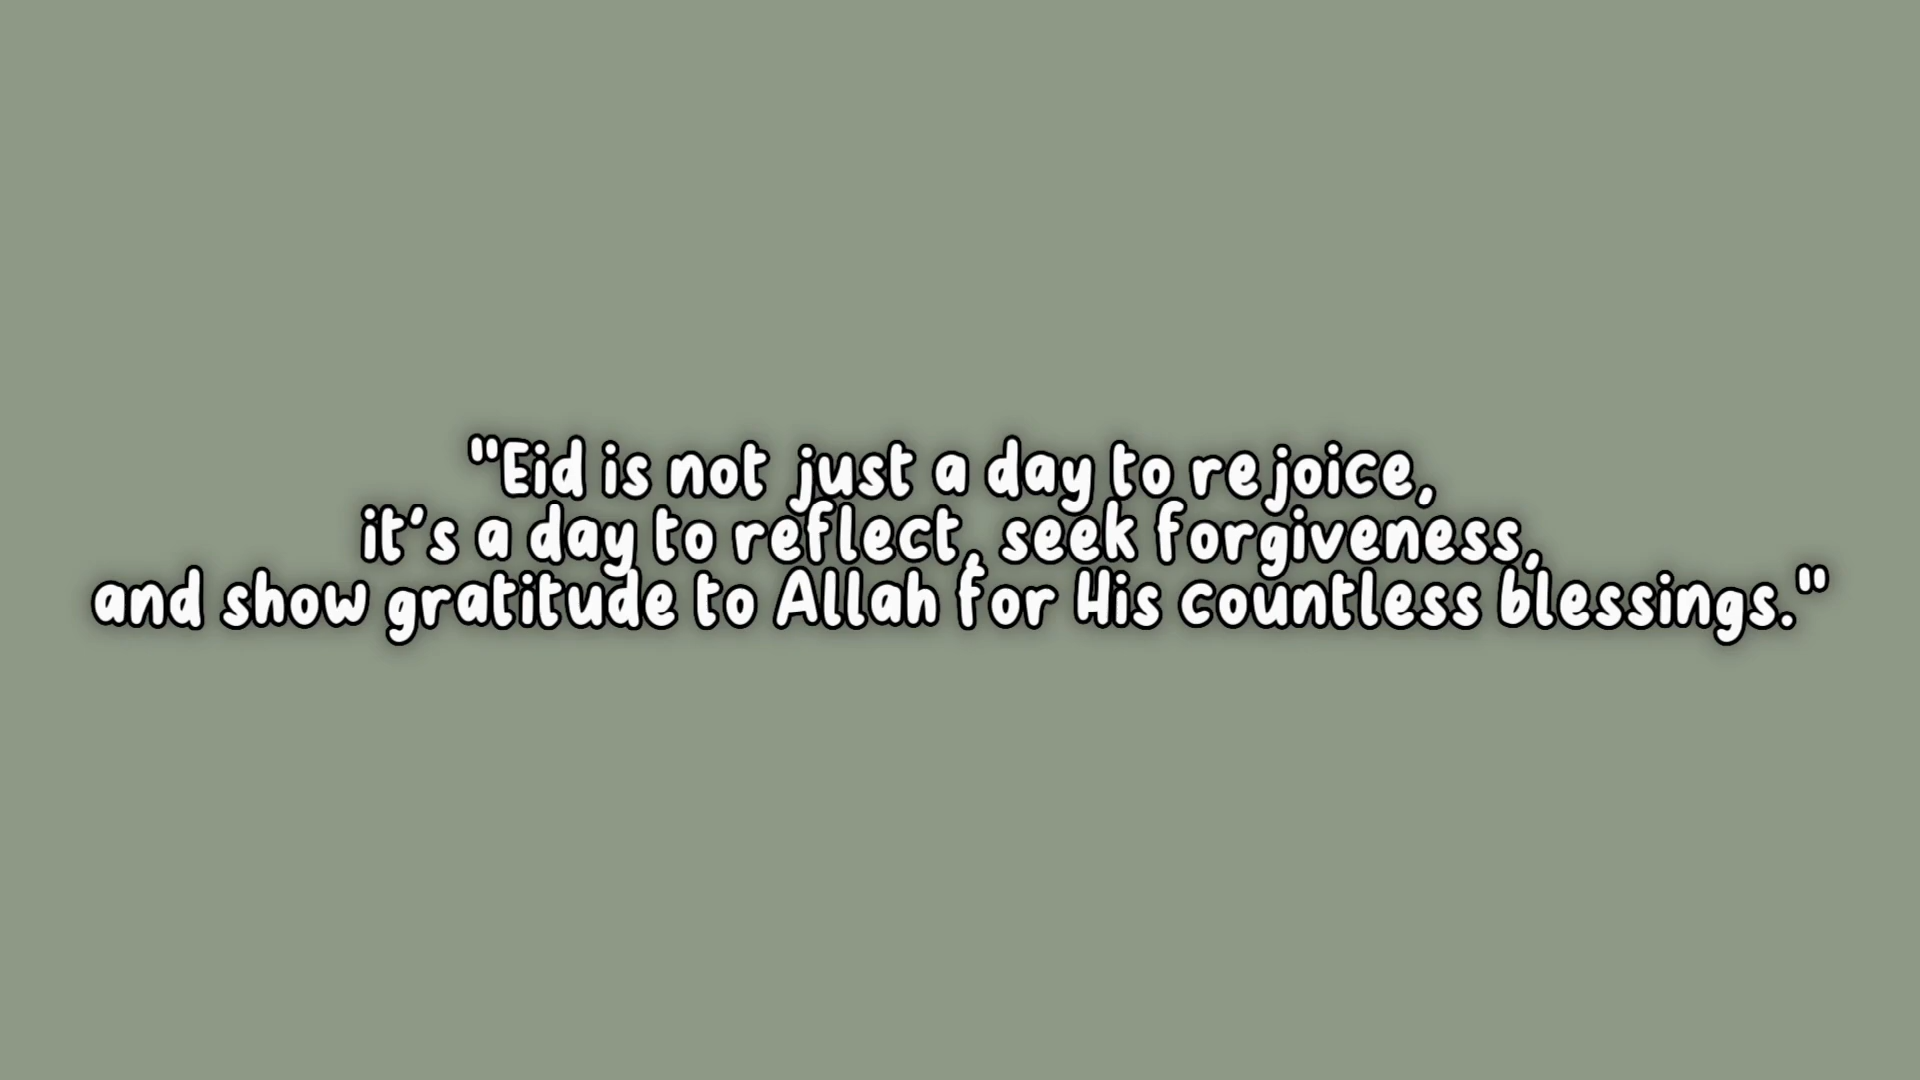 "Eid is not just a day to rejoice,
it's a day to reflect, seek forgiveness,
and show gratitude to Allah for His countless blessings."